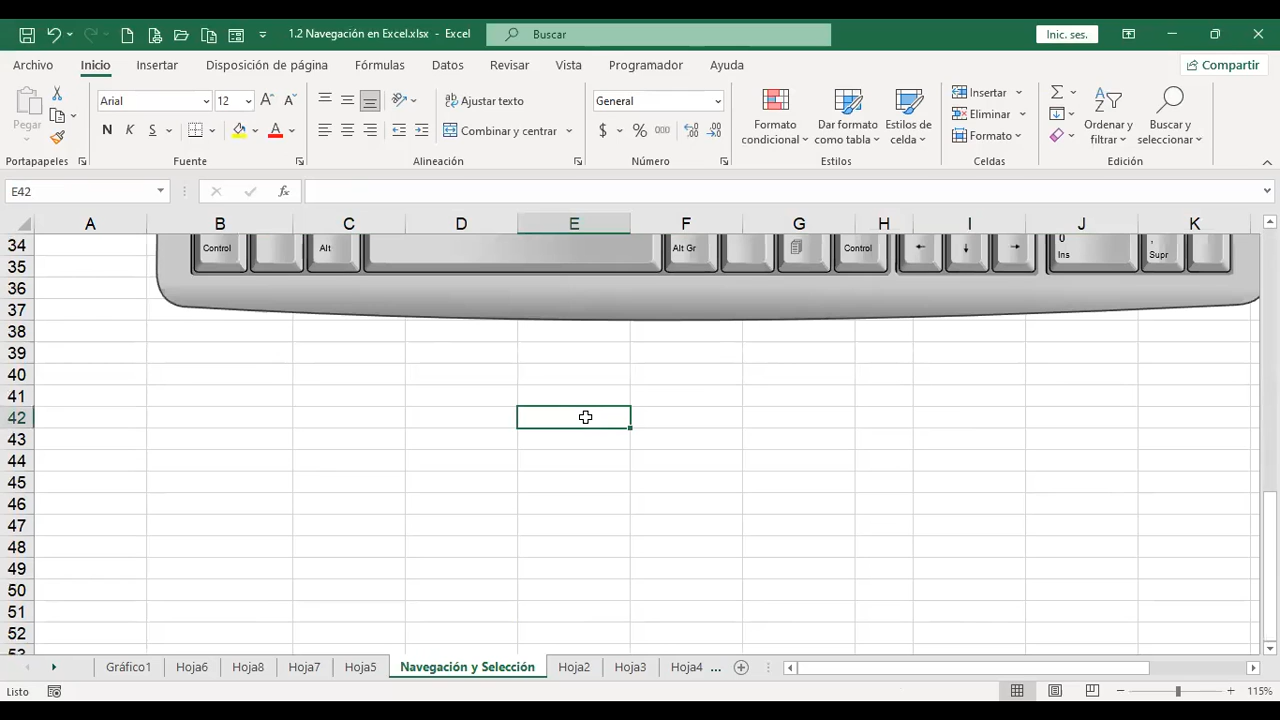 1.2 Navegación en Excel.xlsx - Excel
Buscar
Inic. ses.
Archivo
Inicio
Insertar
Disposición de página
Fórmulas
Datos
Revisar
Vista
Programador
Ayuda
Compartir
Pegar
Arial
12
N K S
Ajustar texto
Combinar y centrar
General
$ % 000
Formato condicional
Dar formato como tabla
Estilos de celda
Insertar
Eliminar
Formato
Ordenar y filtrar
Buscar y seleccionar
Portapapeles
Fuente
Alineación
Número
Estilos
Celdas
Edición
E42
fx
A B C D E F G H I J K
34
Control
Alt
Alt Gr
Control
0
Ins
,
Supr
35
36
37
38
39
40
41
42
43
44
45
46
47
48
49
50
51
52
53
Gráfico1
Hoja6
Hoja8
Hoja7
Hoja5
Navegación y Selección
Hoja2
Hoja3
Hoja4 ...
Listo
115%